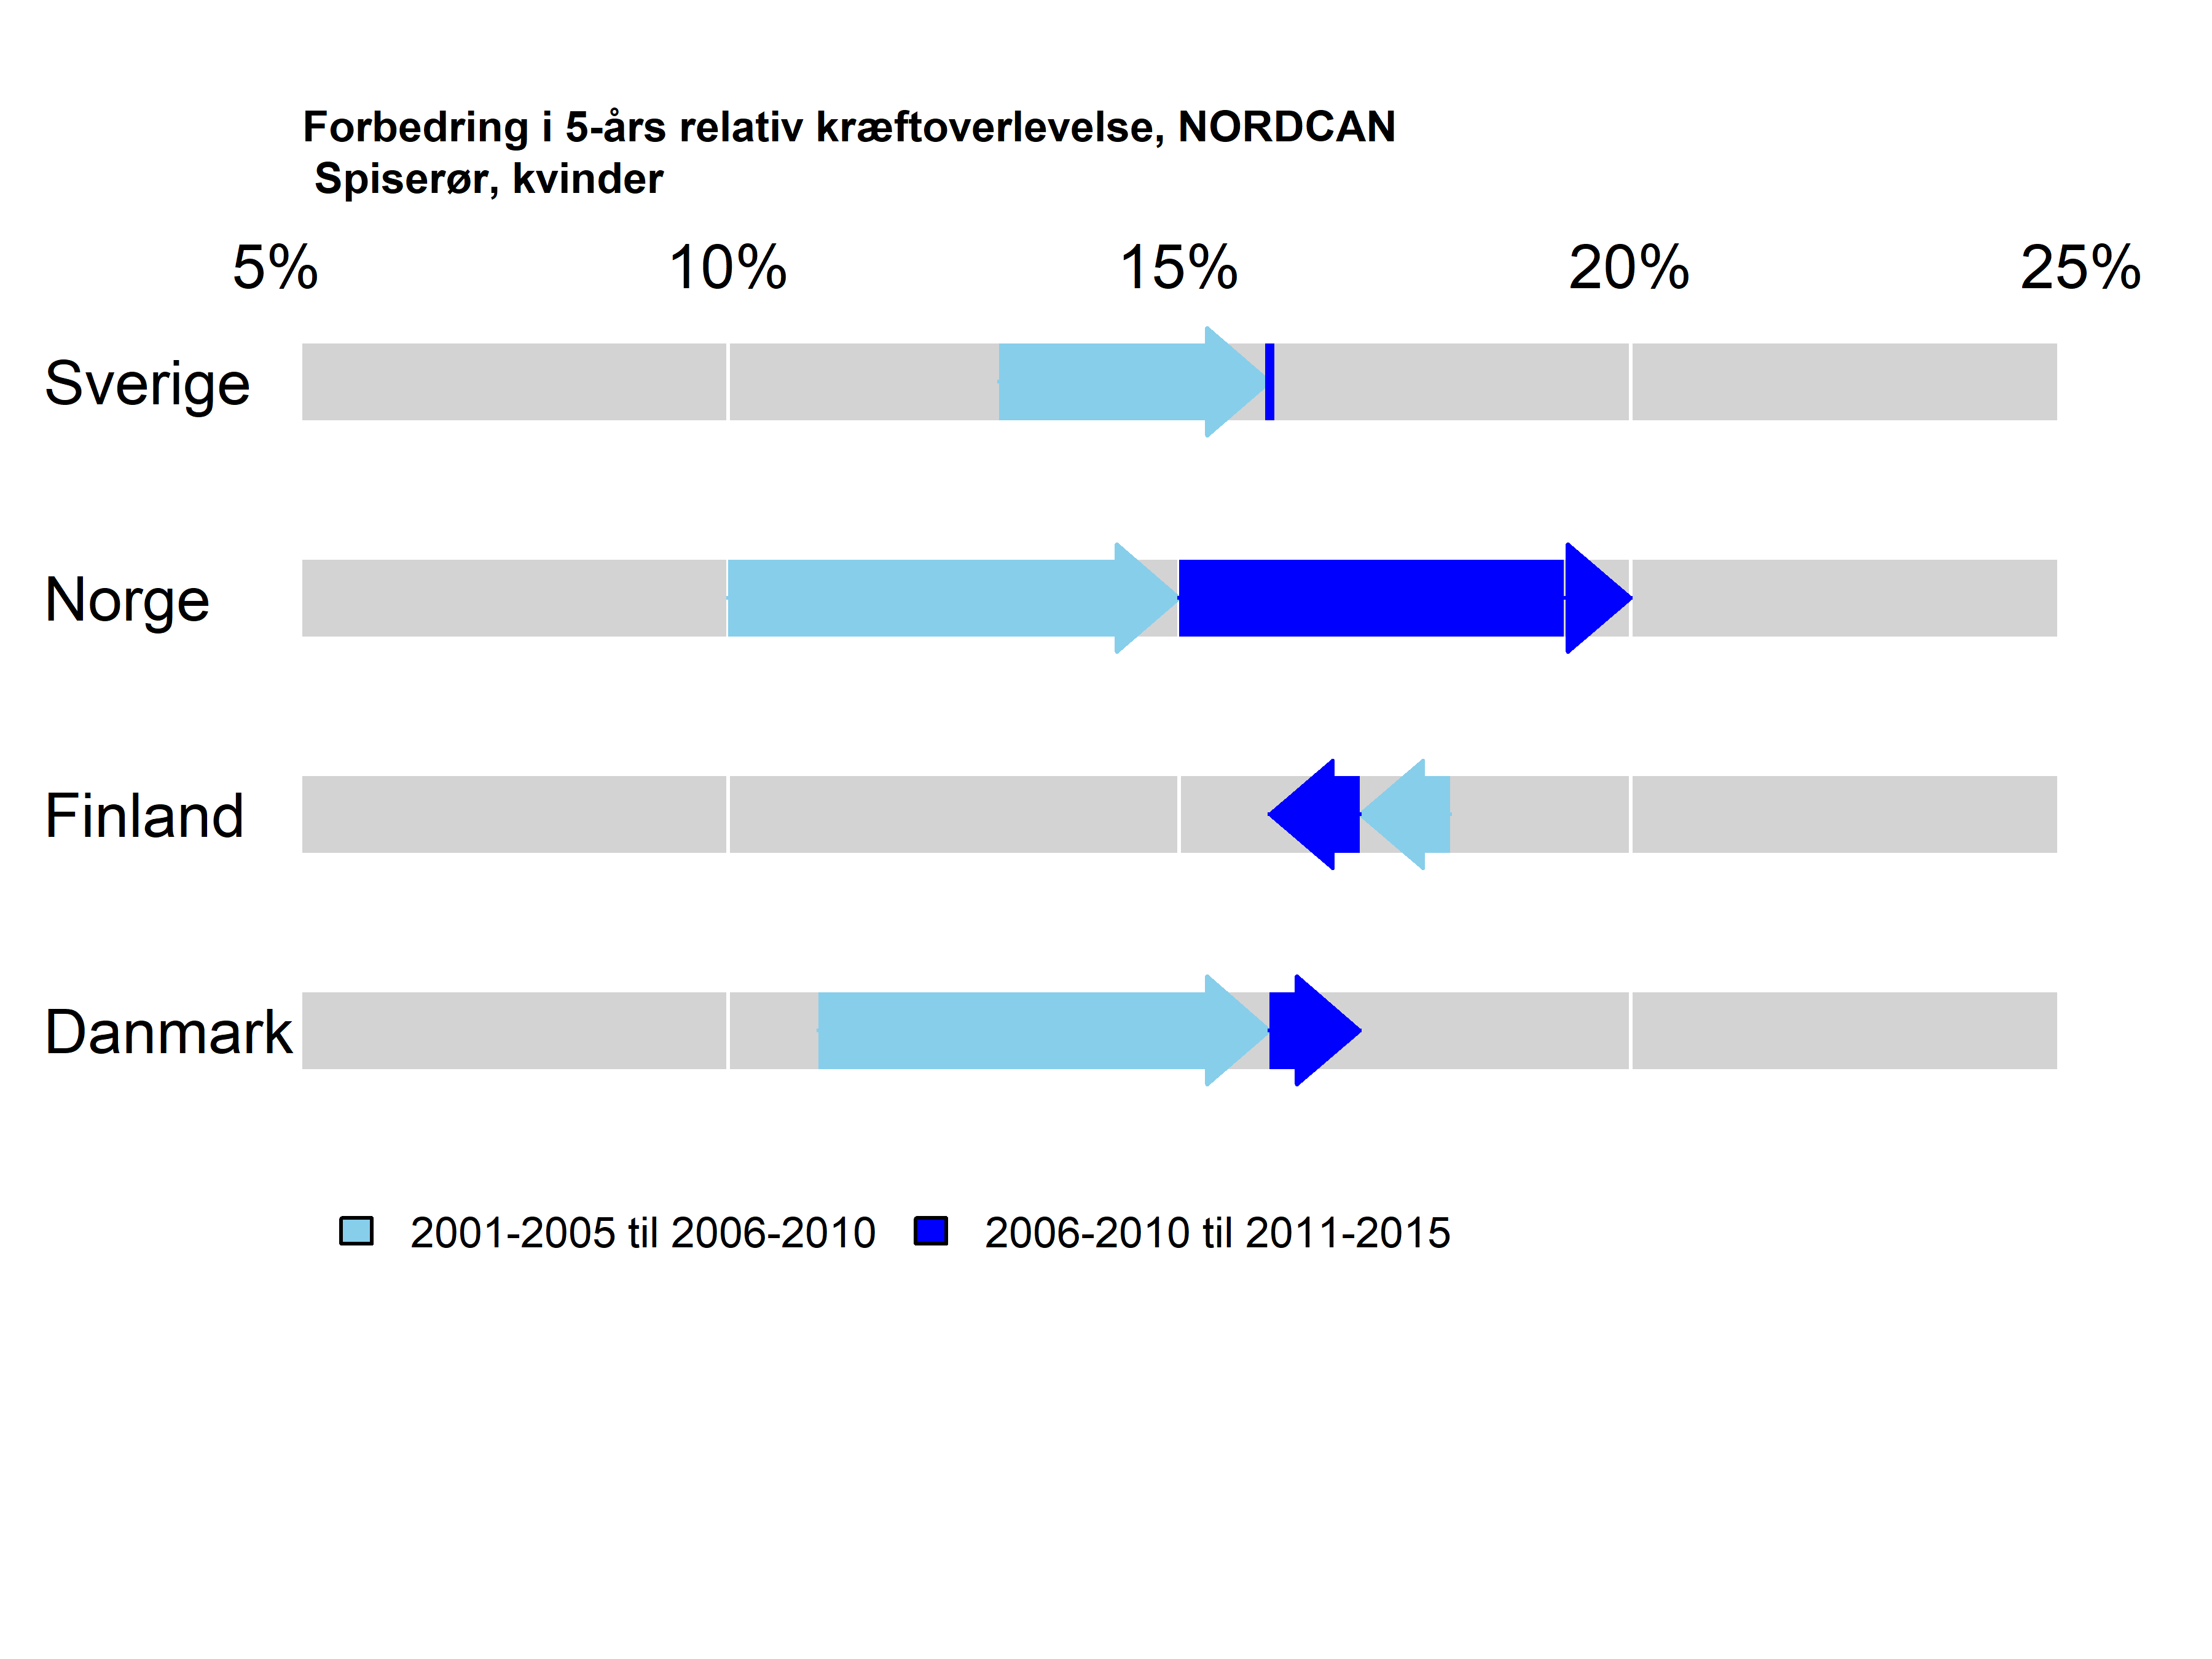 Forbedring i 5-års relativ kræftoverlevelse, NORDCAN
Spiserør, kvinder
5% 10% 15% 20% 25%
Sverige
Norge
Finland
Danmark
2001-2005 til 2006-2010 2006-2010 til 2011-2015